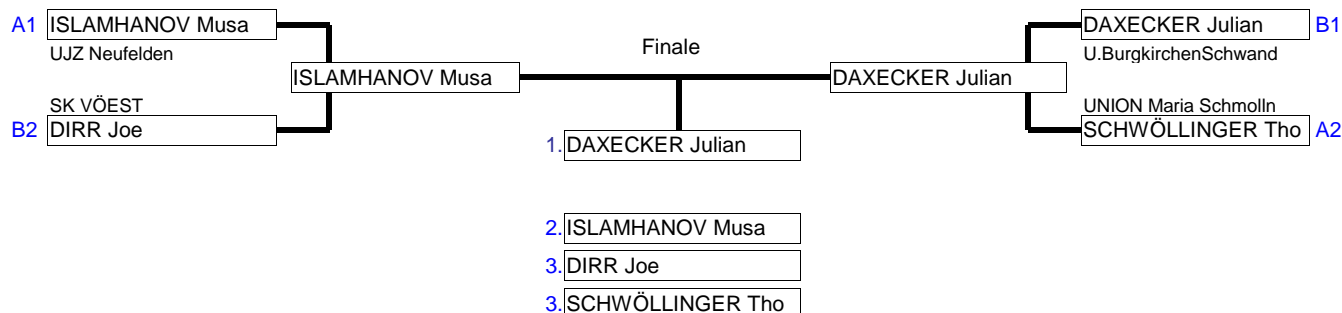 A1 ISLAMHANOV Musa
UJZ Neufelden
SK VÖEST
B2 DIRR Joe
ISLAMHANOV Musa
Finale
DAXECKER Julian
DAXECKER Julian B1
U.BurgkirchenSchwand
UNION Maria Schmolln
SCHWÖLLINGER Tho A2
1. DAXECKER Julian
2. ISLAMHANOV Musa
3. DIRR Joe
3. SCHWÖLLINGER Tho